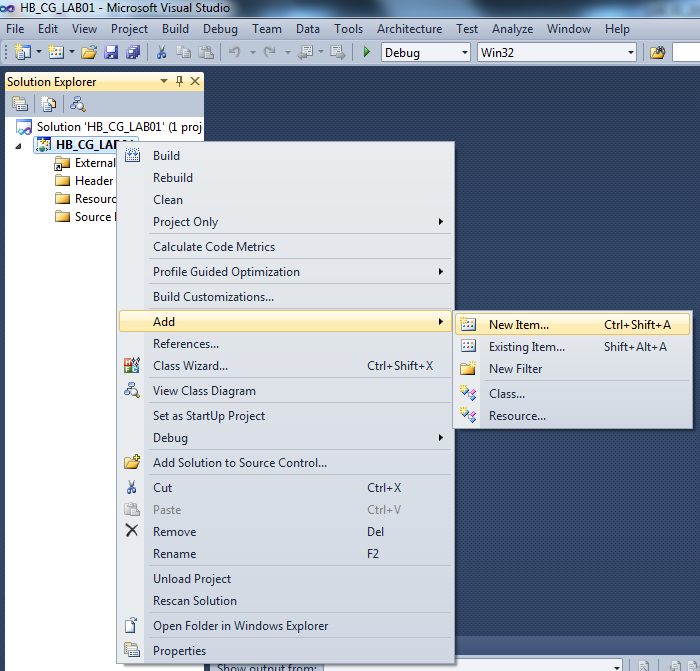 HB_CG_LAB01 - Microsoft Visual Studio
File Edit View Project Build Debug Team Data Tools Architecture Test Analyze Window Help
Debug Win32
Solution Explorer
Solution 'HB_CG_LAB01' (1 proj
HB_CG_LAB
External
Header
Resourc
Source
Build
Rebuild
Clean
Project Only
Calculate Code Metrics
Profile Guided Optimization
Build Customizations...
Add
New Item... Ctrl+Shift+A
Existing Item... Shift+Alt+A
New Filter
Class...
Resource...
References...
Class Wizard... Ctrl+Shift+X
View Class Diagram
Set as StartUp Project
Debug
Add Solution to Source Control...
Cut Ctrl+X
Paste Ctrl+V
Remove Del
Rename F2
Unload Project
Rescan Solution
Open Folder in Windows Explorer
Properties
Show output from: